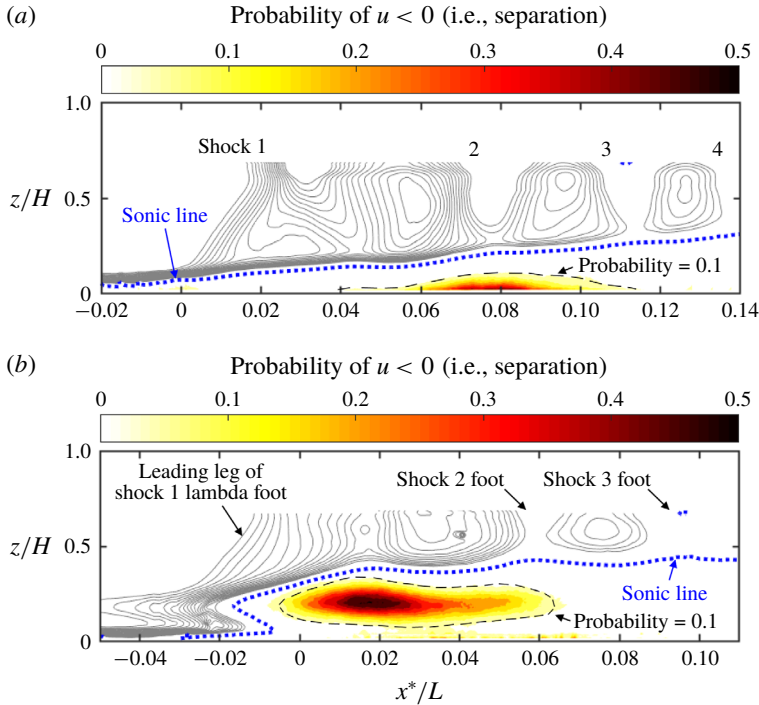 (a)
Probability of u < 0 (i.e., separation)
0 0.1 0.2 0.3 0.4 0.5
1.0
Shock 1 2 3 4
z/H 0.5
Sonic line
Probability = 0.1
0
−0.02 0 0.02 0.04 0.06 0.08 0.10 0.12 0.14
(b)
Probability of u < 0 (i.e., separation)
0 0.1 0.2 0.3 0.4 0.5
1.0
Leading leg of
shock 1 lambda foot
Shock 2 foot Shock 3 foot
z/H 0.5
Sonic line
Probability = 0.1
0
−0.04 −0.02 0 0.02 0.04 0.06 0.08 0.10
x*/L